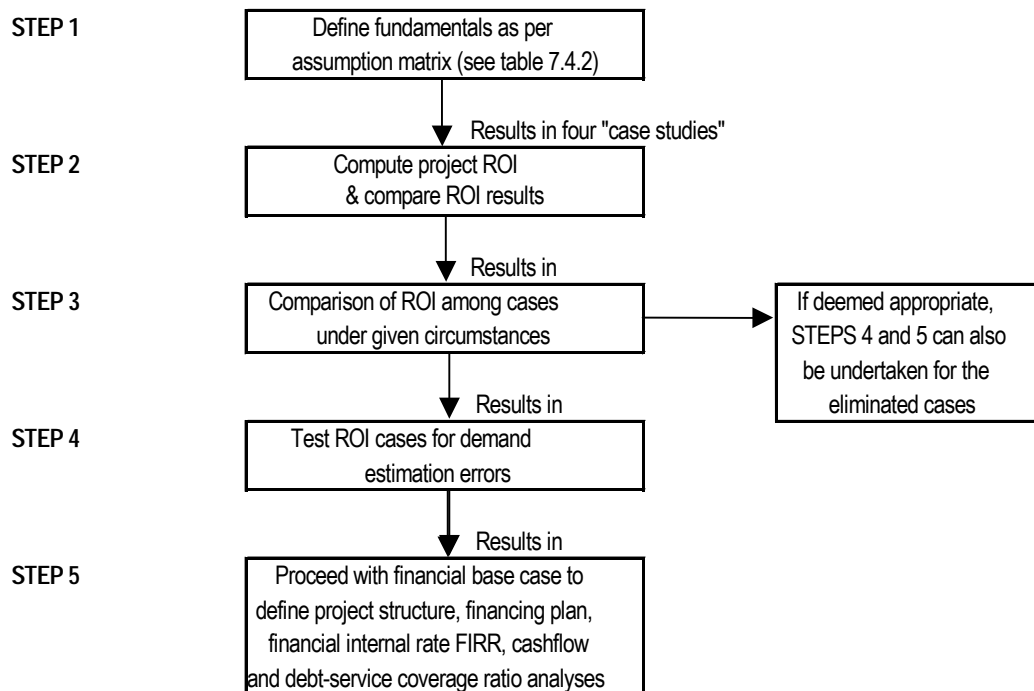 STEP 1
Define fundamentals as per
assumption matrix (see table 7.4.2)
Results in four "case studies"
STEP 2
Compute project ROI
& compare ROI results
Results in
STEP 3
Comparison of ROI among cases
under given circumstances
If deemed appropriate,
STEPS 4 and 5 can also
be undertaken for the
eliminated cases
Results in
STEP 4
Test ROI cases for demand
estimation errors
Results in
STEP 5
Proceed with financial base case to
define project structure, financing plan,
financial internal rate FIRR, cashflow
and debt-service coverage ratio analyses